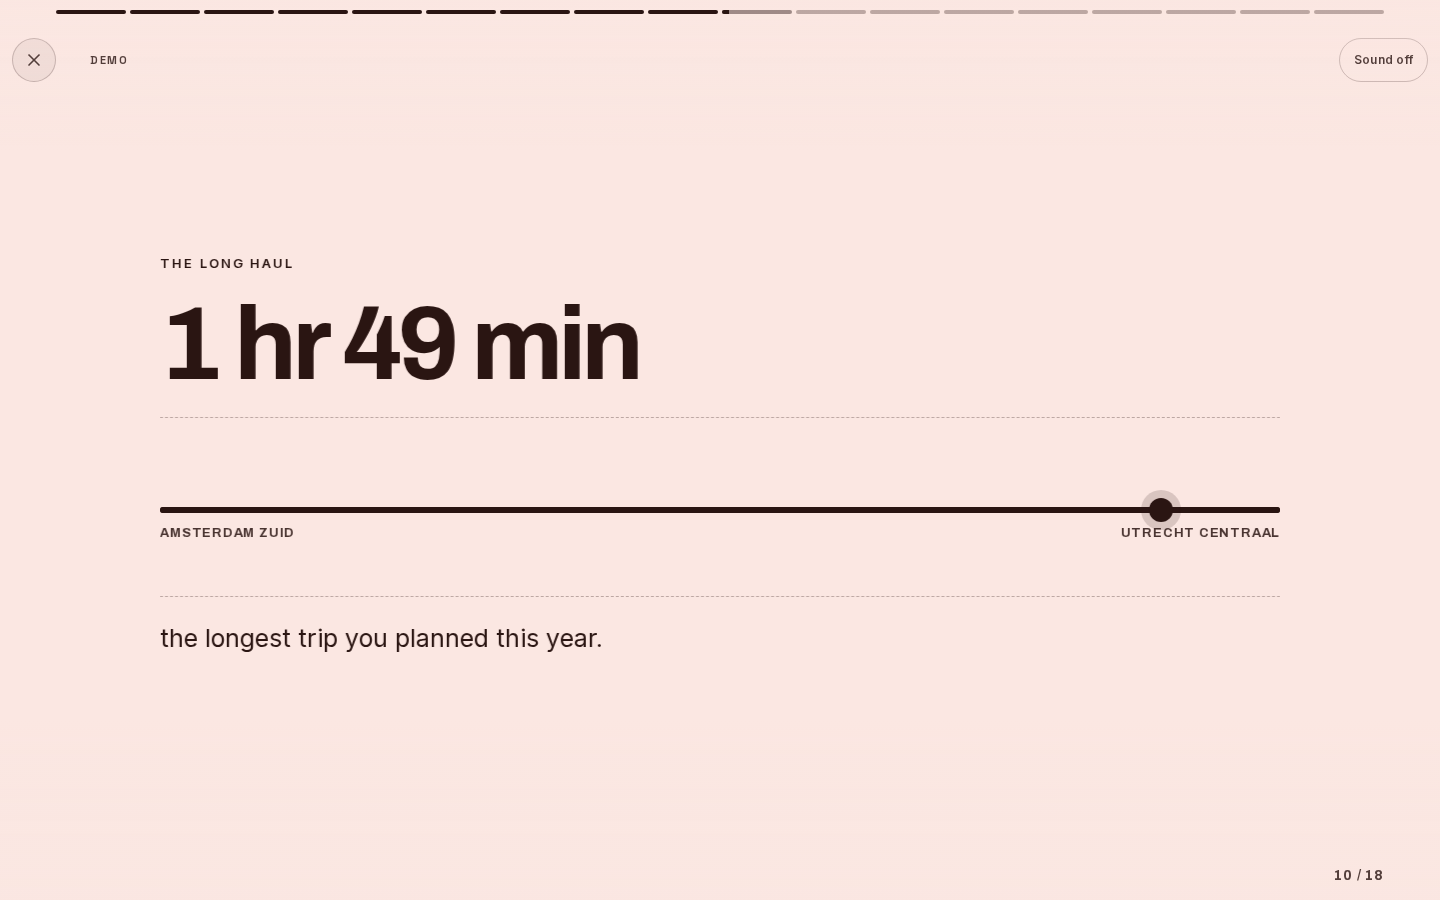 DEMO
Sound off
THE LONG HAUL
1 hr 49 min
AMSTERDAM ZUID
UTRECHT CENTRAAL
the longest trip you planned this year.
10 / 18